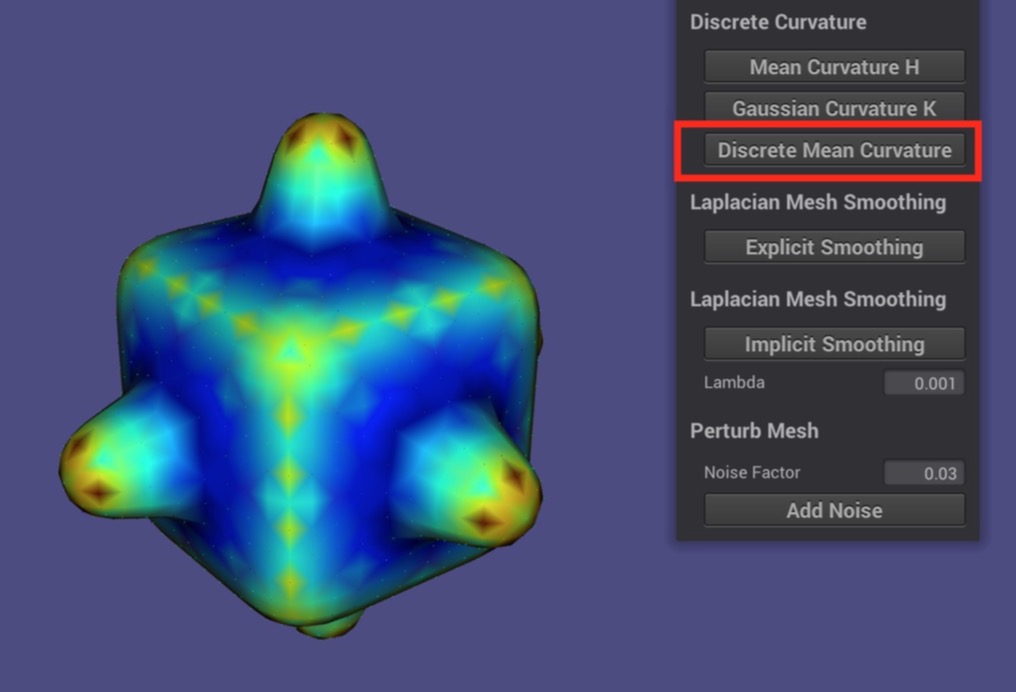 Discrete Curvature
Mean Curvature H
Gaussian Curvature K
Discrete Mean Curvature
Laplacian Mesh Smoothing
Explicit Smoothing
Laplacian Mesh Smoothing
Implicit Smoothing
Lambda 0.001
Perturb Mesh
Noise Factor 0.03
Add Noise